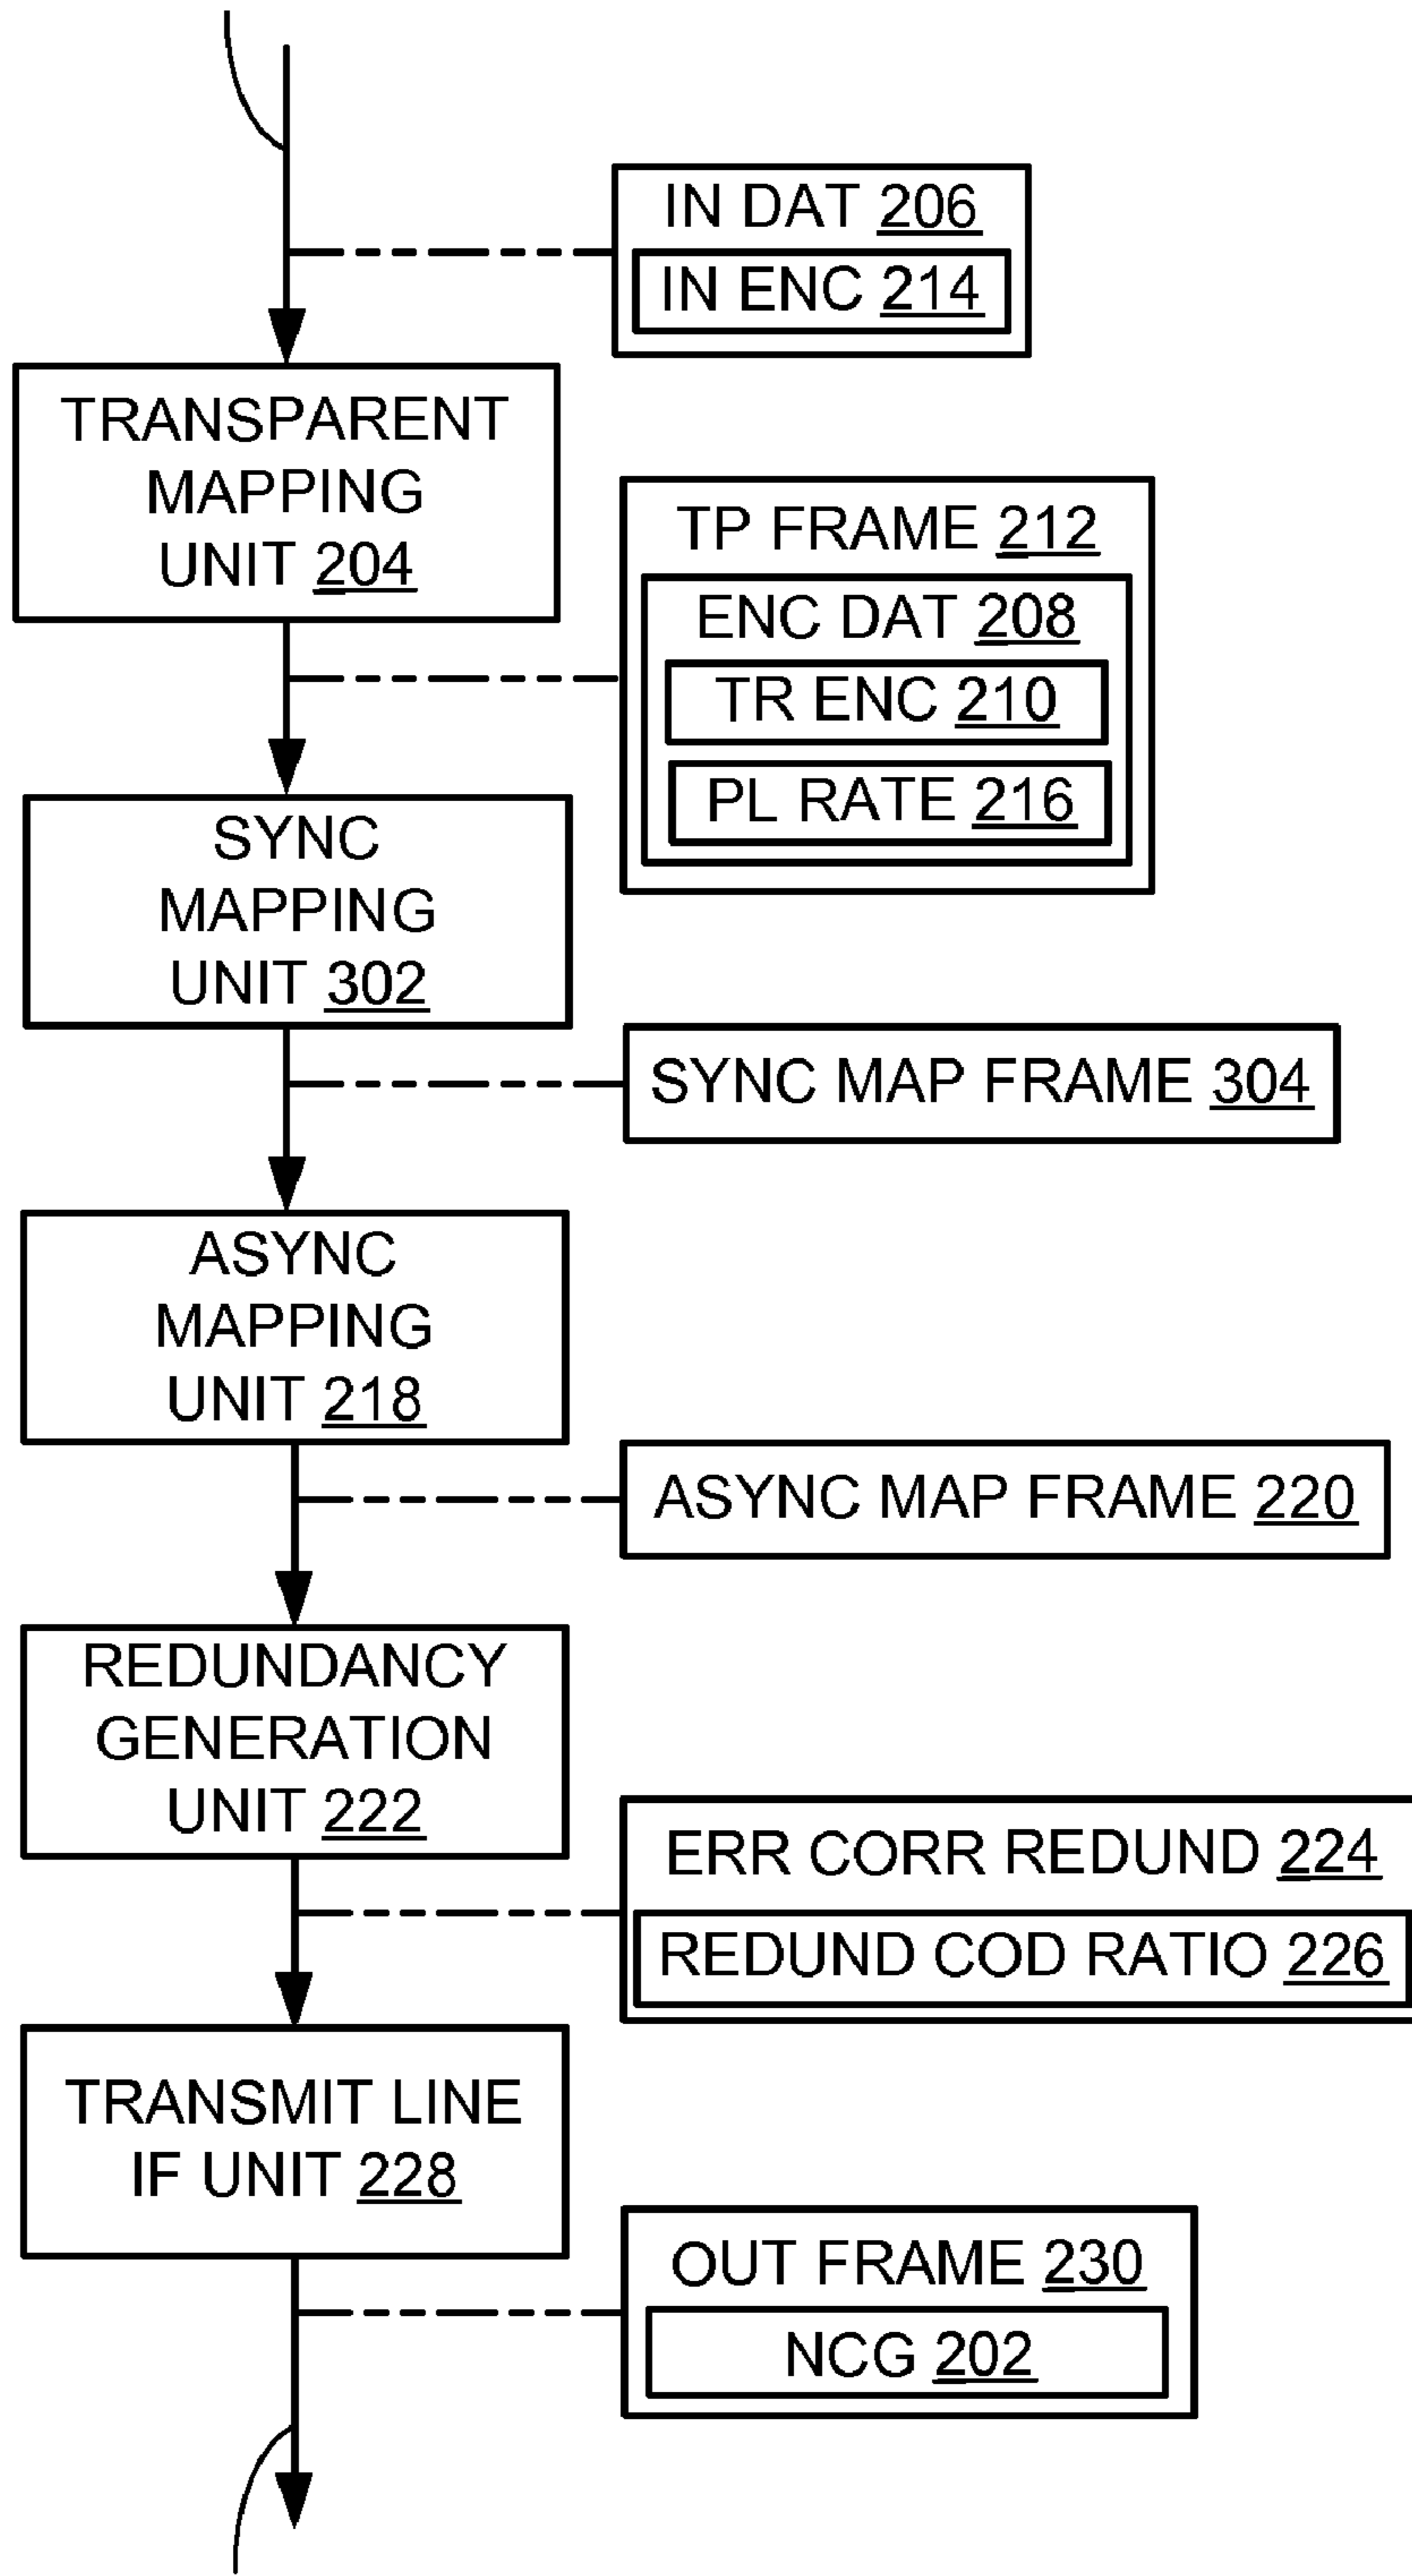 IN DAT 206
IN ENC 214
TRANSPARENT
MAPPING
UNIT 204
TP FRAME 212
ENC DAT 208
TR ENC 210
PL RATE 216
SYNC
MAPPING
UNIT 302
SYNC MAP FRAME 304
ASYNC
MAPPING
UNIT 218
ASYNC MAP FRAME 220
REDUNDANCY
GENERATION
UNIT 222
ERR CORR REDUND 224
REDUND COD RATIO 226
TRANSMIT LINE
IF UNIT 228
OUT FRAME 230
NCG 202